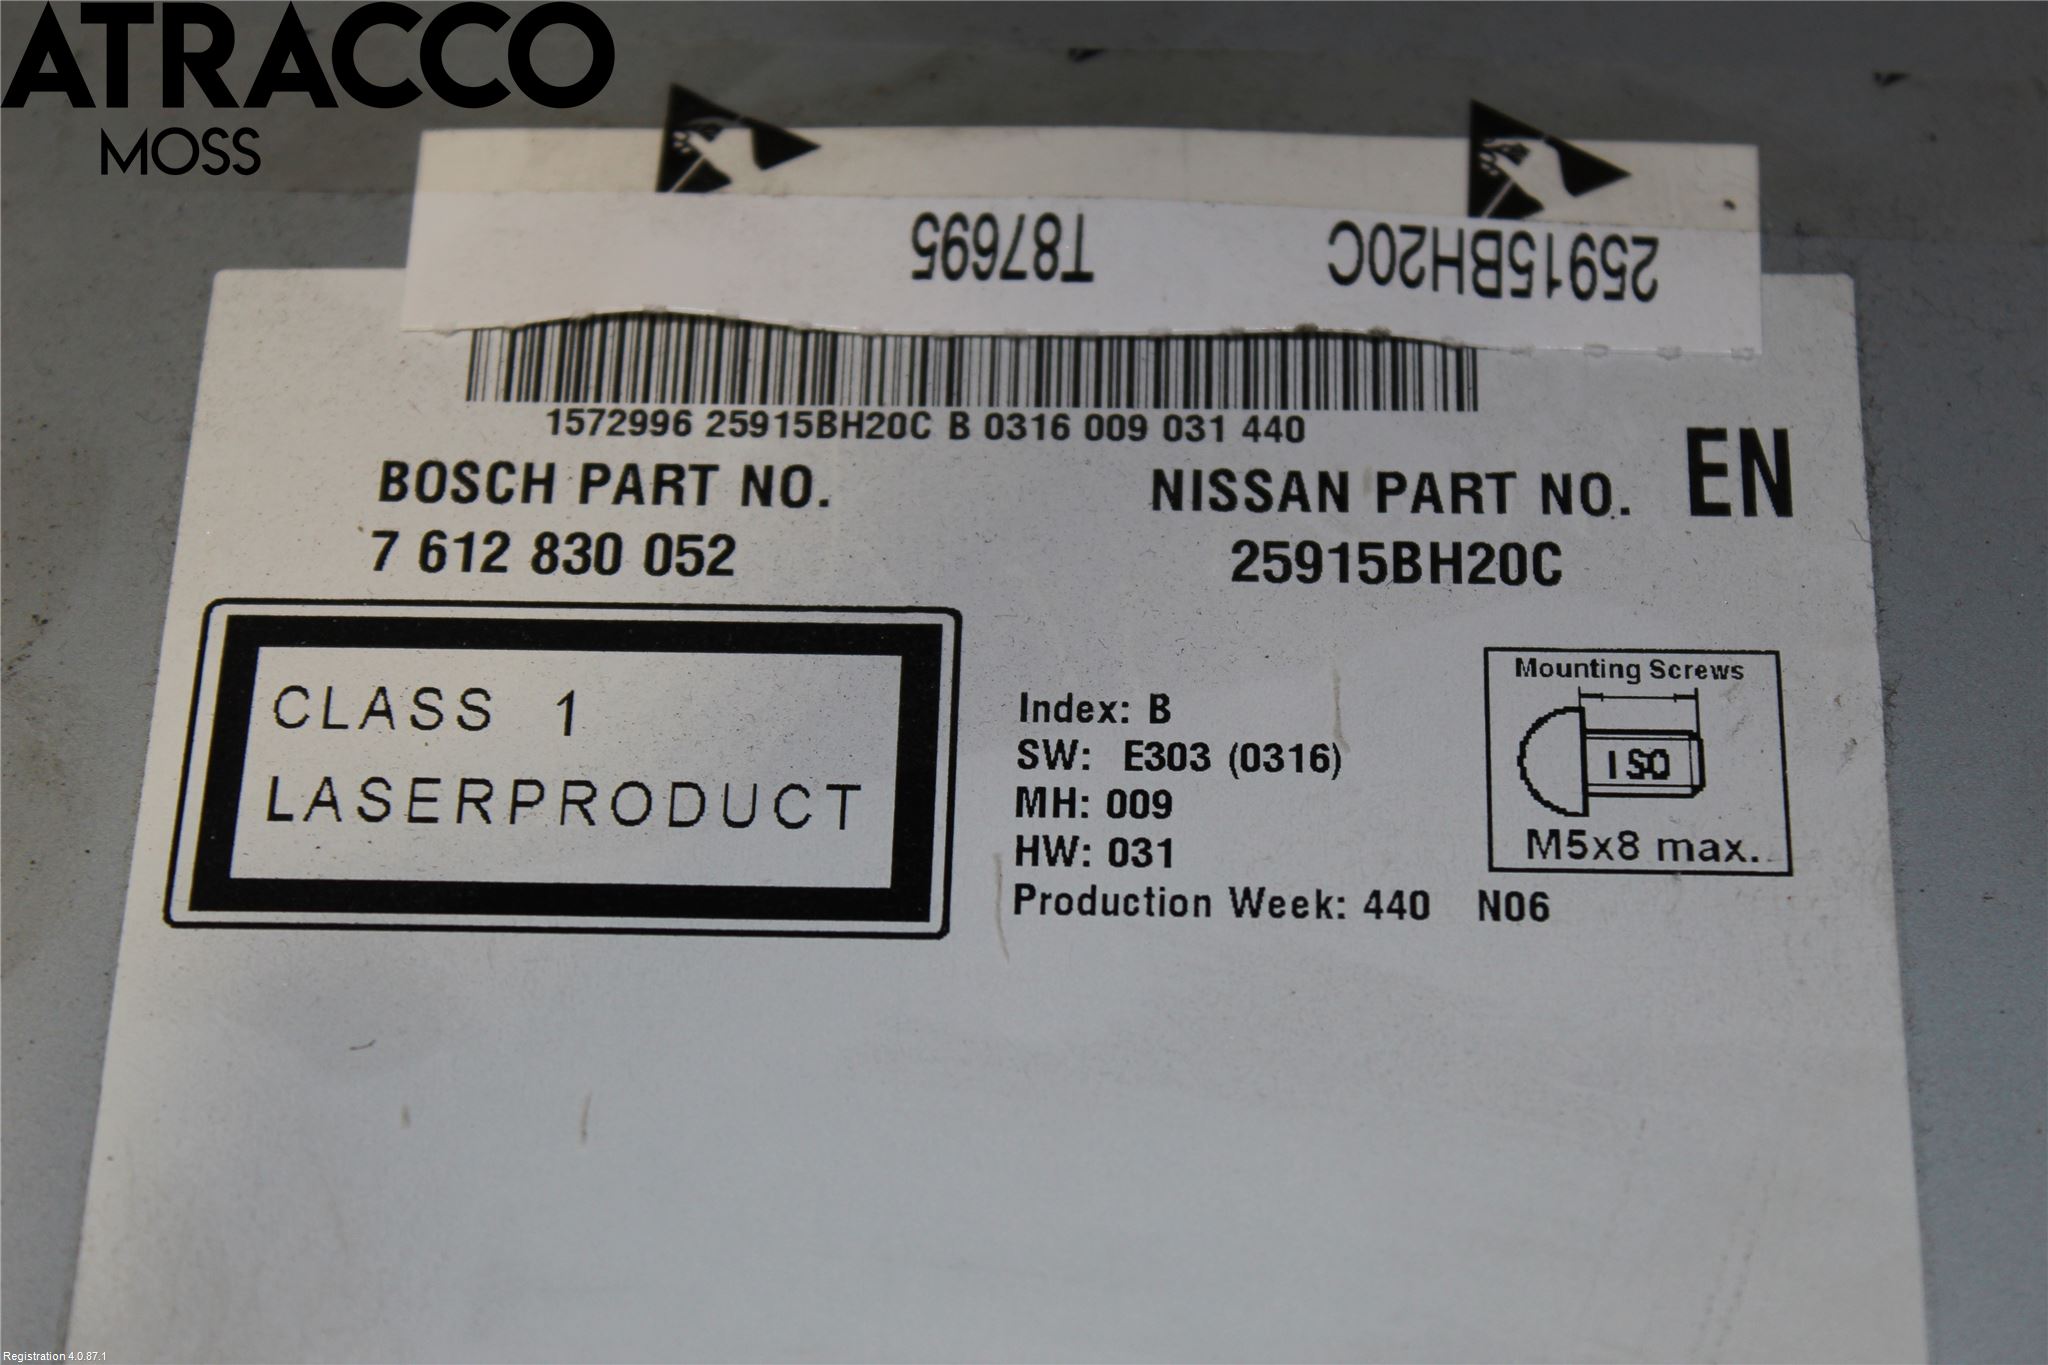 ATRACCO
MOSS
T87695
25915BH20C
1572996 25915BH20C B 0316 009 031 440
BOSCH PART NO.
7 612 830 052
NISSAN PART NO.
25915BH20C
EN
CLASS 1
LASERPRODUCT
Index: B
SW: E303 (0316)
MH: 009
HW: 031
Production Week: 440 N06
Mounting Screws
ISO
M5x8 max.
Registration 4.0.87.1